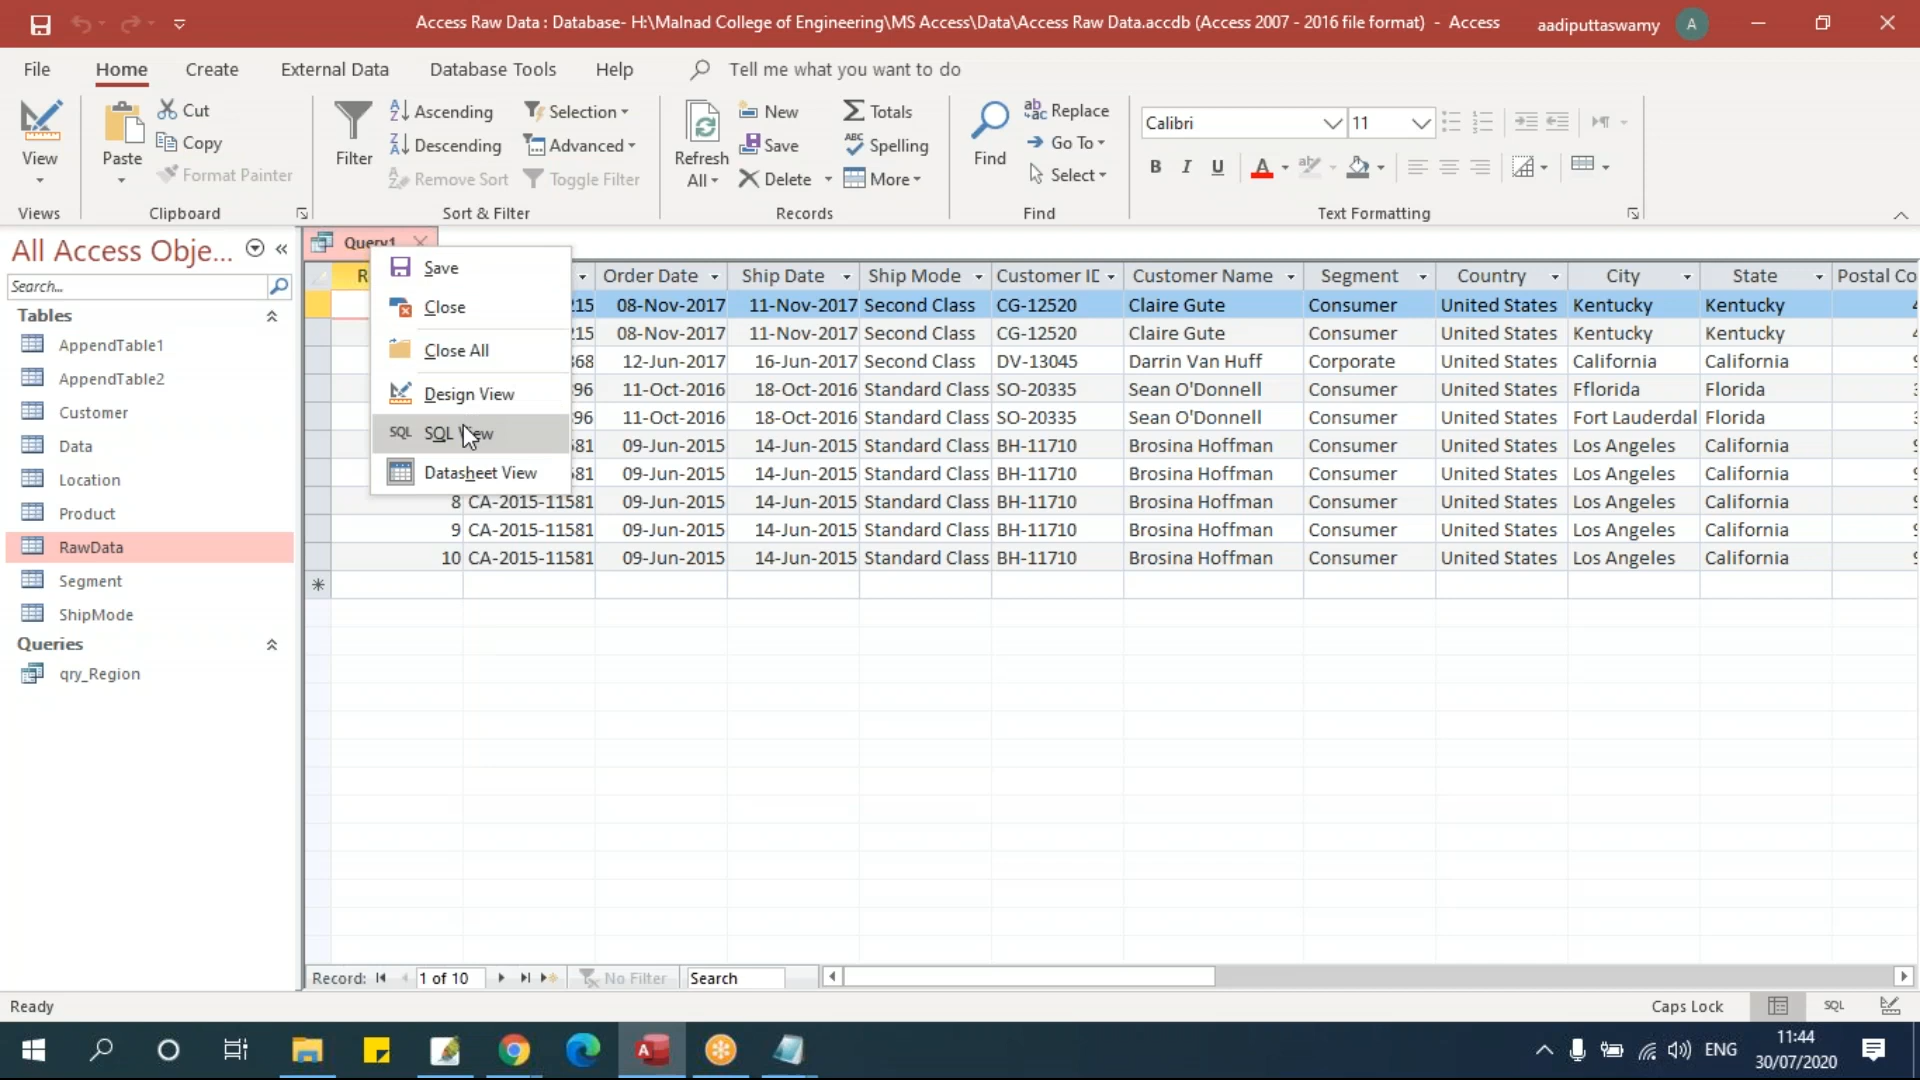 Access Raw Data : Database- H:\Malnad College of Engineering\MS Access\Data\Access Raw Data.accdb (Access 2007 - 2016 file format) - Access
aadiputtaswamy
A
File
Home
Create
External Data
Database Tools
Help
Tell me what you want to do
View
Views
Paste
Cut
Copy
Format Painter
Clipboard
Filter
Ascending
Descending
Remove Sort
Selection
Advanced
Toggle Filter
Sort & Filter
Refresh
All
New
Save
Delete
Totals
Spelling
More
Records
Find
Replace
Go To
Select
Find
Calibri
11
B I U
Text Formatting
All Access Obje...
Search...
Tables
AppendTable1
AppendTable2
Customer
Data
Location
Product
RawData
Segment
ShipMode
Queries
qry_Region
Query1
Save
Close
Close All
Design View
SQL SQL View
Datasheet View
R Order Date Ship Date Ship Mode Customer ID Customer Name Segment Country City State Postal Co
215 08-Nov-2017 11-Nov-2017 Second Class CG-12520 Claire Gute Consumer United States Kentucky Kentucky
215 08-Nov-2017 11-Nov-2017 Second Class CG-12520 Claire Gute Consumer United States Kentucky Kentucky
868 12-Jun-2017 16-Jun-2017 Second Class DV-13045 Darrin Van Huff Corporate United States California California
96 11-Oct-2016 18-Oct-2016 Standard Class SO-20335 Sean O'Donnell Consumer United States Fflorida Florida
96 11-Oct-2016 18-Oct-2016 Standard Class SO-20335 Sean O'Donnell Consumer United States Fort Lauderdal Florida
581 09-Jun-2015 14-Jun-2015 Standard Class BH-11710 Brosina Hoffman Consumer United States Los Angeles California
81 09-Jun-2015 14-Jun-2015 Standard Class BH-11710 Brosina Hoffman Consumer United States Los Angeles California
8 CA-2015-11581 09-Jun-2015 14-Jun-2015 Standard Class BH-11710 Brosina Hoffman Consumer United States Los Angeles California
9 CA-2015-11581 09-Jun-2015 14-Jun-2015 Standard Class BH-11710 Brosina Hoffman Consumer United States Los Angeles California
10 CA-2015-11581 09-Jun-2015 14-Jun-2015 Standard Class BH-11710 Brosina Hoffman Consumer United States Los Angeles California
Record: 1 of 10 No Filter Search
Ready
Caps Lock
SQL
ENG
11:44
30/07/2020